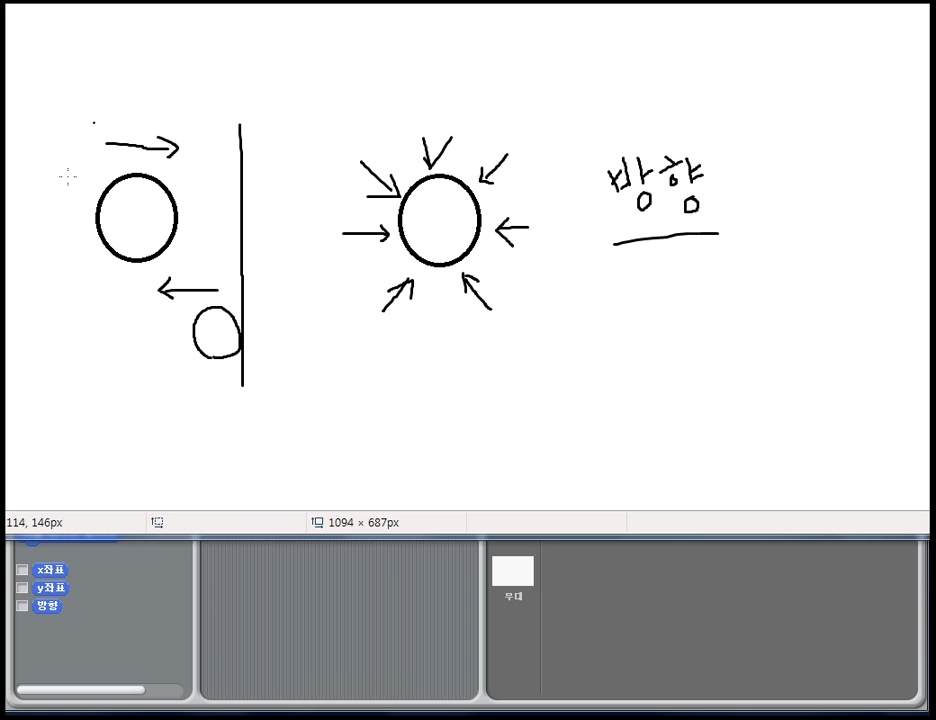 방향
114, 146px
1094 × 687px
x좌표
y좌표
방향
무대